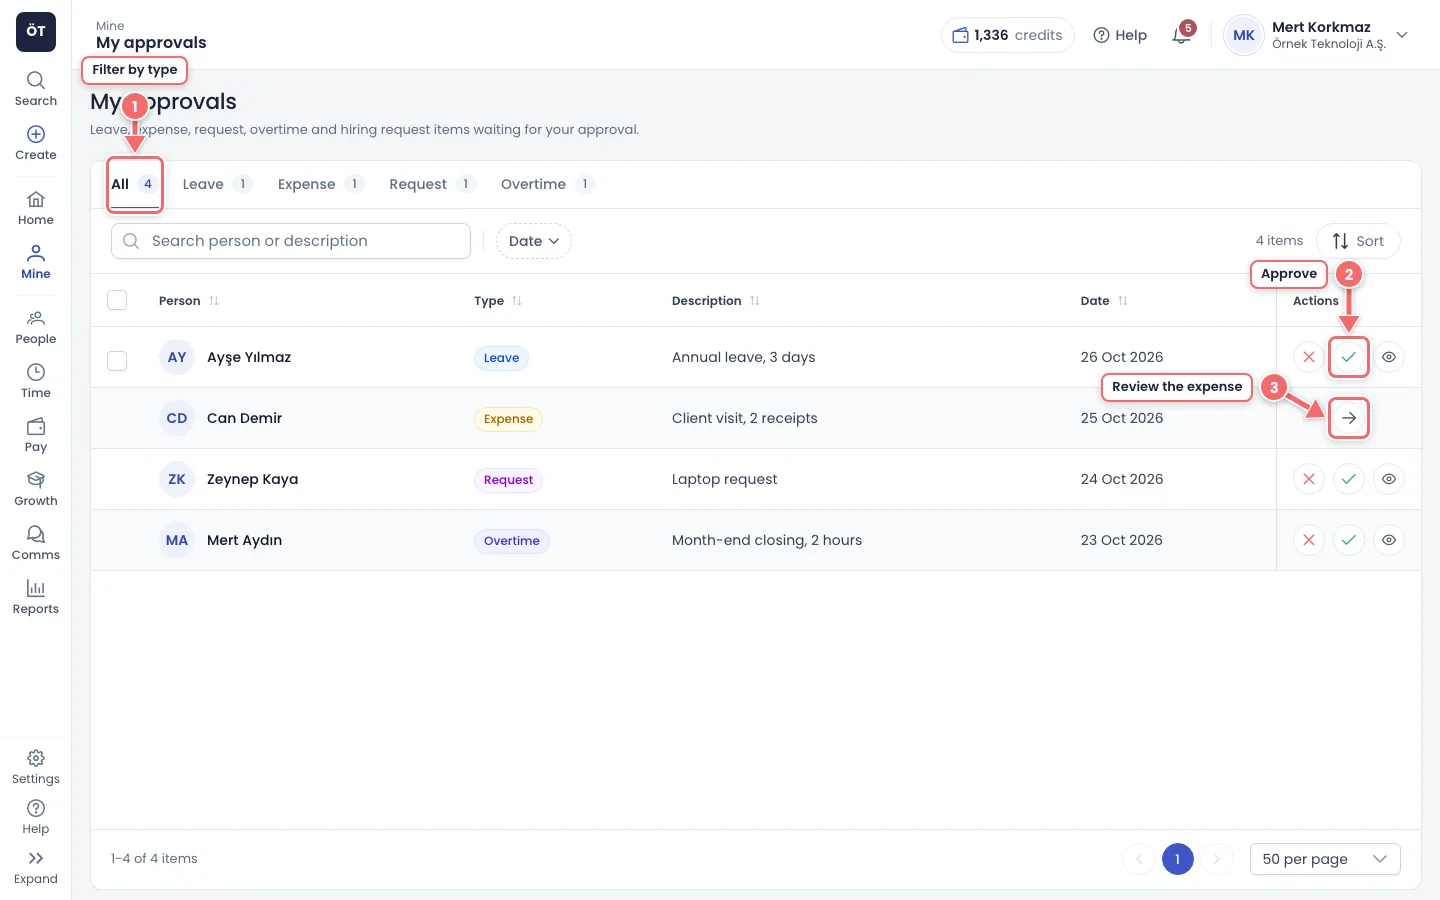 ÖT
Search
Create
Home
Mine
People
Time
Pay
Growth
Comms
Reports
Settings
Help
Expand
Mine
My approvals
1,336 credits
Help
5
MK
Mert Korkmaz
Örnek Teknoloji A.Ş.
Filter by type
1
My approvals
Leave, expense, request, overtime and hiring request items waiting for your approval.
All 4
Leave 1
Expense 1
Request 1
Overtime 1
Search person or description
Date
4 items
Sort
Approve
2
Person
Type
Description
Date
Actions
AY Ayşe Yılmaz Leave Annual leave, 3 days 26 Oct 2026
Review the expense
3
CD Can Demir Expense Client visit, 2 receipts 25 Oct 2026
ZK Zeynep Kaya Request Laptop request 24 Oct 2026
MA Mert Aydın Overtime Month-end closing, 2 hours 23 Oct 2026
1-4 of 4 items
1
50 per page